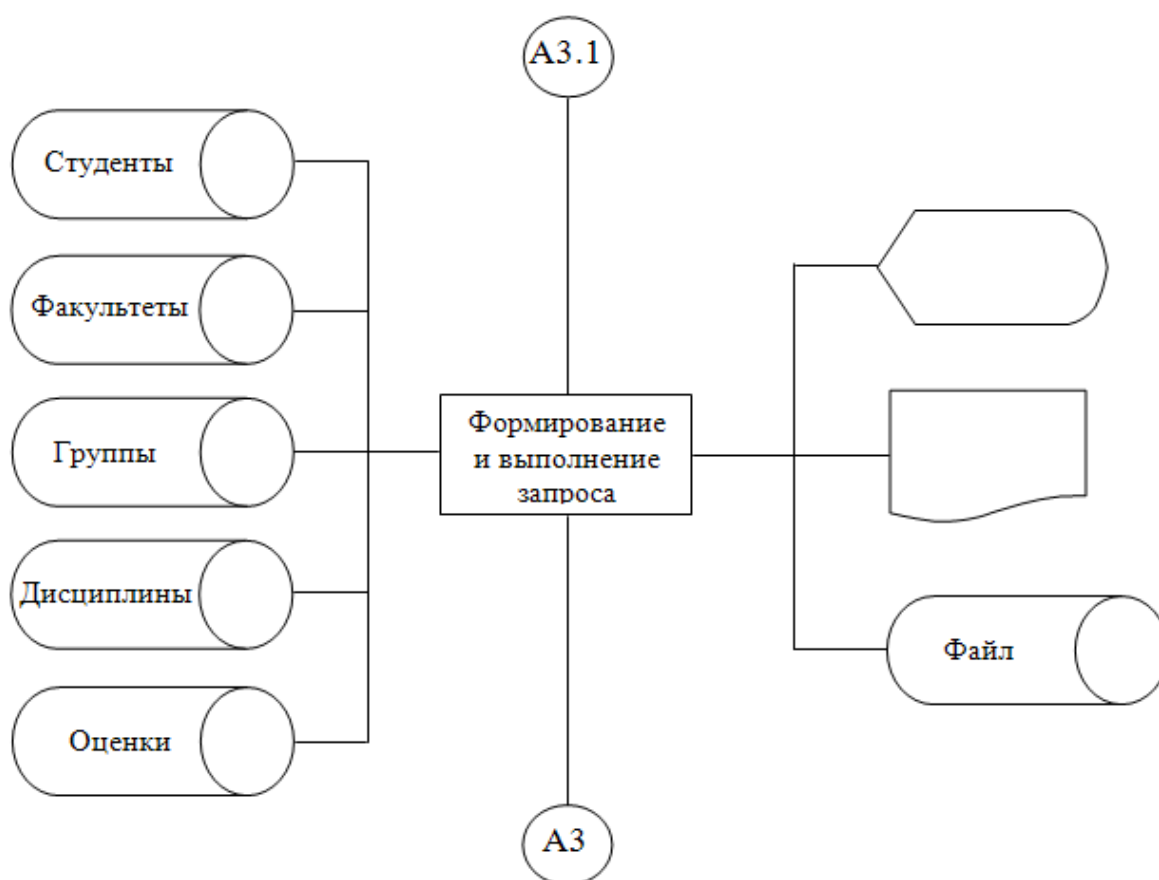 А3.1
Студенты
Факультеты
Группы
Дисциплины
Оценки
Формирование
и выполнение
запроса
Файл
А3